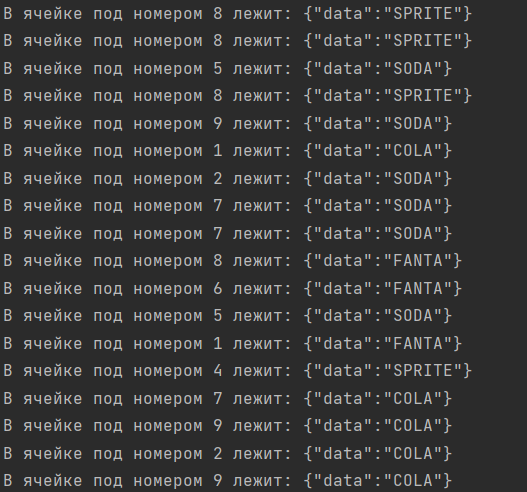 В ячейке под номером 8 лежит: {"data":"SPRITE"}
В ячейке под номером 8 лежит: {"data":"SPRITE"}
В ячейке под номером 5 лежит: {"data":"SODA"}
В ячейке под номером 8 лежит: {"data":"SPRITE"}
В ячейке под номером 9 лежит: {"data":"SODA"}
В ячейке под номером 1 лежит: {"data":"COLA"}
В ячейке под номером 2 лежит: {"data":"SODA"}
В ячейке под номером 7 лежит: {"data":"SODA"}
В ячейке под номером 7 лежит: {"data":"SODA"}
В ячейке под номером 8 лежит: {"data":"FANTA"}
В ячейке под номером 6 лежит: {"data":"FANTA"}
В ячейке под номером 5 лежит: {"data":"SODA"}
В ячейке под номером 1 лежит: {"data":"FANTA"}
В ячейке под номером 4 лежит: {"data":"SPRITE"}
В ячейке под номером 7 лежит: {"data":"COLA"}
В ячейке под номером 9 лежит: {"data":"COLA"}
В ячейке под номером 2 лежит: {"data":"COLA"}
В ячейке под номером 9 лежит: {"data":"COLA"}